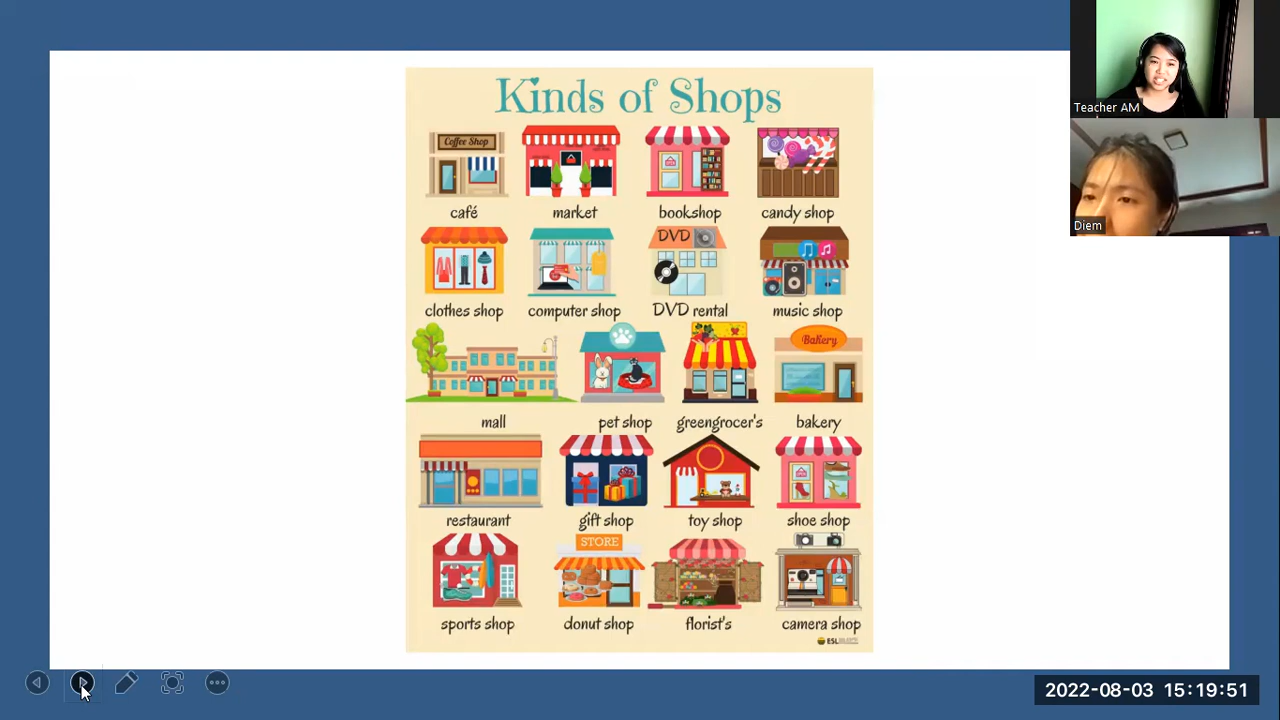 Kinds of Shops
Coffee Shop
café market bookshop candy shop
DVD
clothes shop computer shop DVD rental music shop
Bakery
mall pet shop greengrocer's bakery
restaurant gift shop toy shop shoe shop
STORE
sports shop donut shop florist's camera shop
ESL
Teacher AM
Diem
2022-08-03 15:19:51